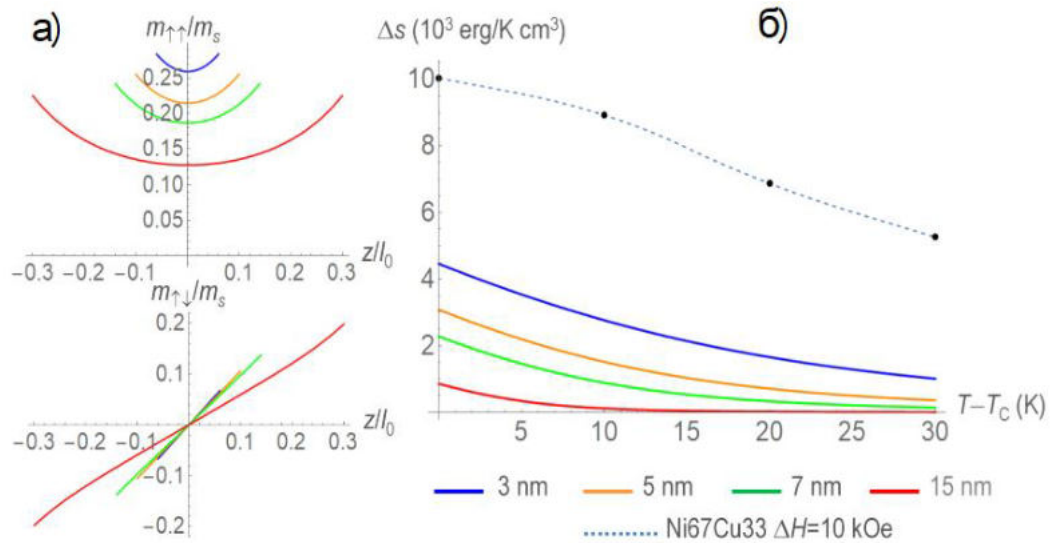 а)
m↑↑/ms
0.25
0.20
0.15
0.10
0.05
z/l0
−0.3 −0.2 −0.1 0.1 0.2 0.3
m↑↓/ms
0.2
0.1
z/l0
−0.3 −0.2 −0.1 0.1 0.2 0.3
−0.1
−0.2
Δs (10³ erg/K cm³)
б)
10
8
6
4
2
T−TC (K)
5 10 15 20 25 30
3 nm 5 nm 7 nm 15 nm
Ni67Cu33 ΔH=10 kOe